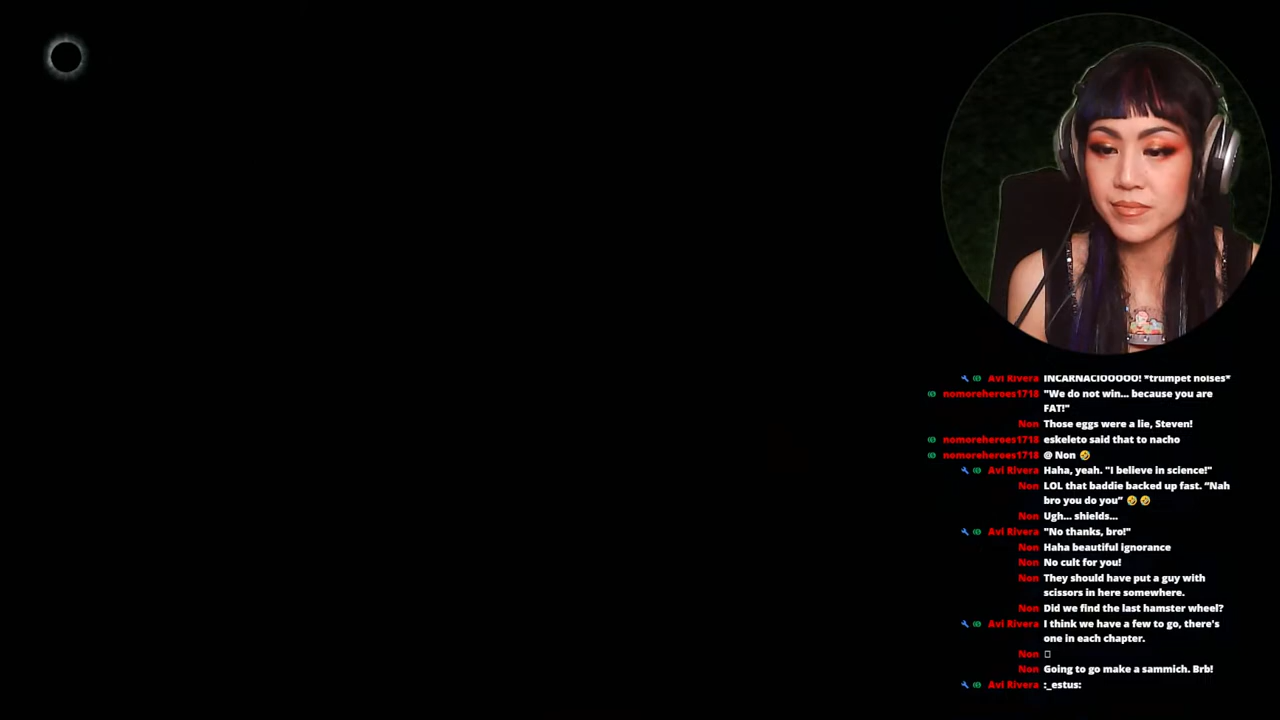 Avi Rivera INCARNACIOOOOO! *trumpet noises*
nomoreheroes1718 "We do not win... because you are
FAT!"
Non Those eggs were a lie, Steven!
nomoreheroes1718 eskeleto said that to nacho
nomoreheroes1718 @ Non 🤣
Avi Rivera Haha, yeah. "I believe in science!"
Non LOL that baddie backed up fast. “Nah
bro you do you” 🤣🤣
Non Ugh... shields...
Avi Rivera "No thanks, bro!"
Non Haha beautiful ignorance
Non No cult for you!
Non They should have put a guy with
scissors in here somewhere.
Non Did we find the last hamster wheel?
Avi Rivera I think we have a few to go, there's
one in each chapter.
Non
Non Going to go make a sammich. Brb!
Avi Rivera :_estus: